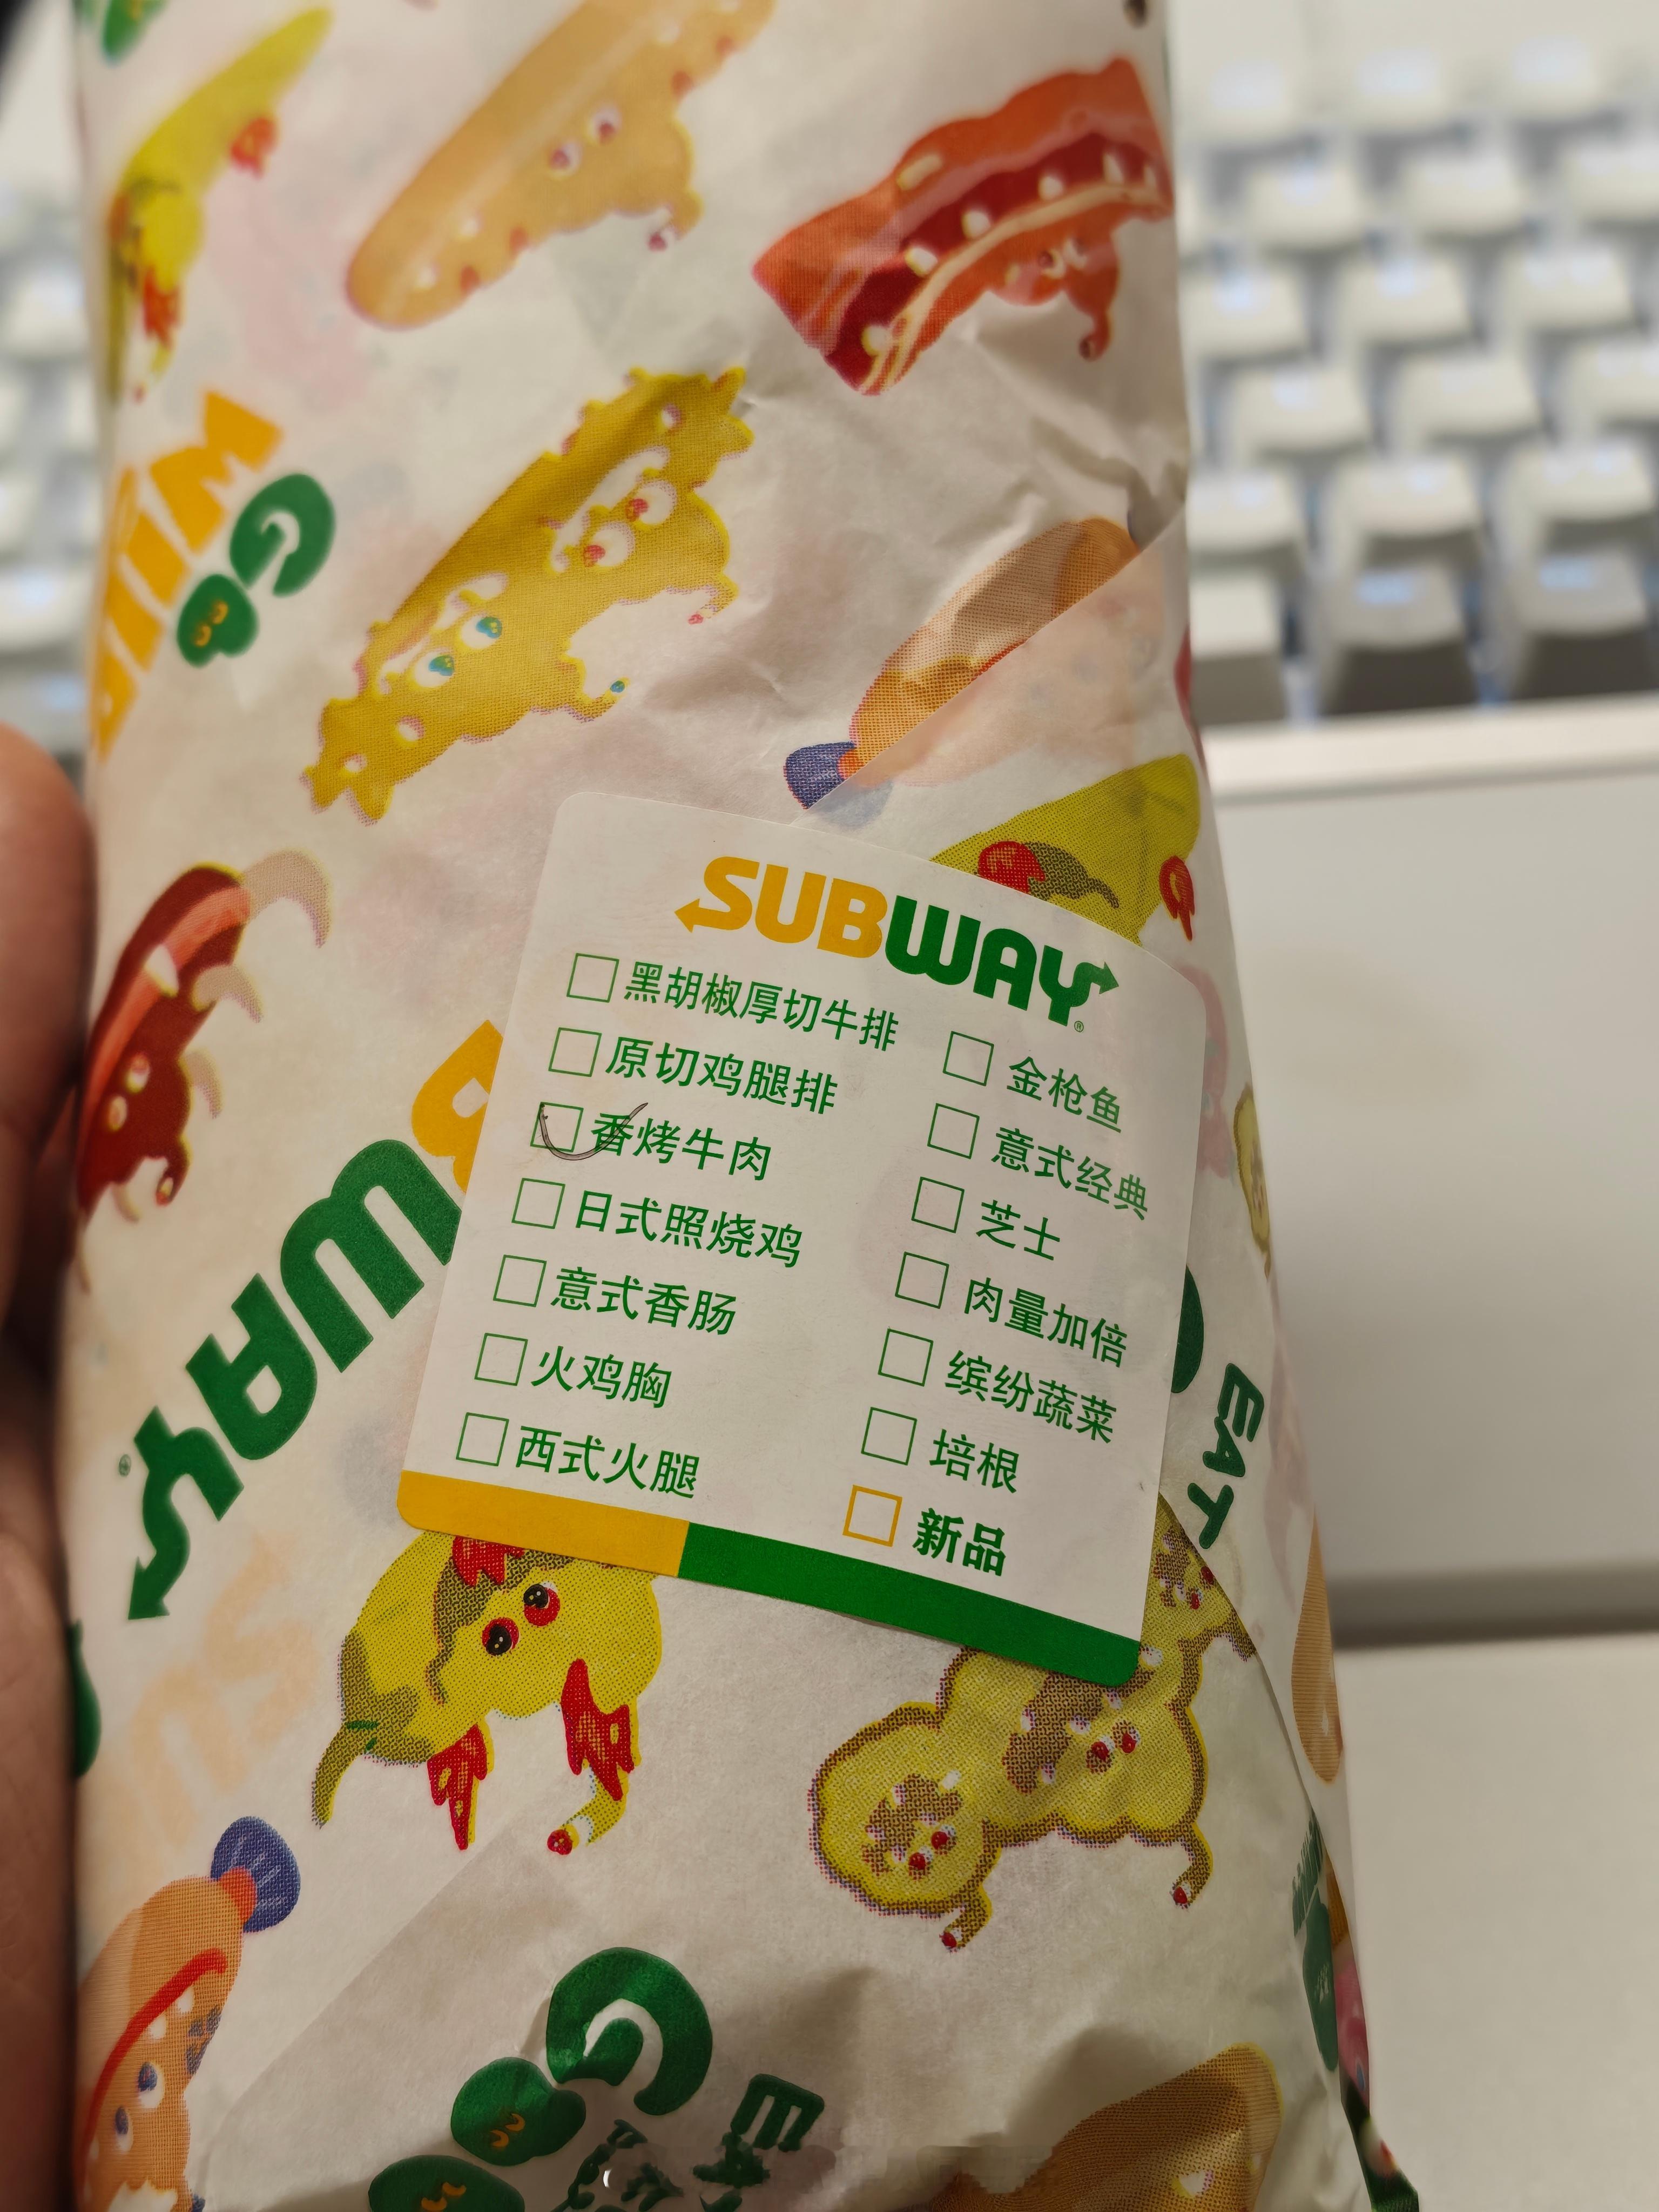 SUBWAY
黑胡椒厚切牛排
原切鸡腿排
香烤牛肉
日式照烧鸡
意式香肠
火鸡胸
西式火腿
金枪鱼
意式经典
芝士
肉量加倍
缤纷蔬菜
培根
新品
WAY
EAT